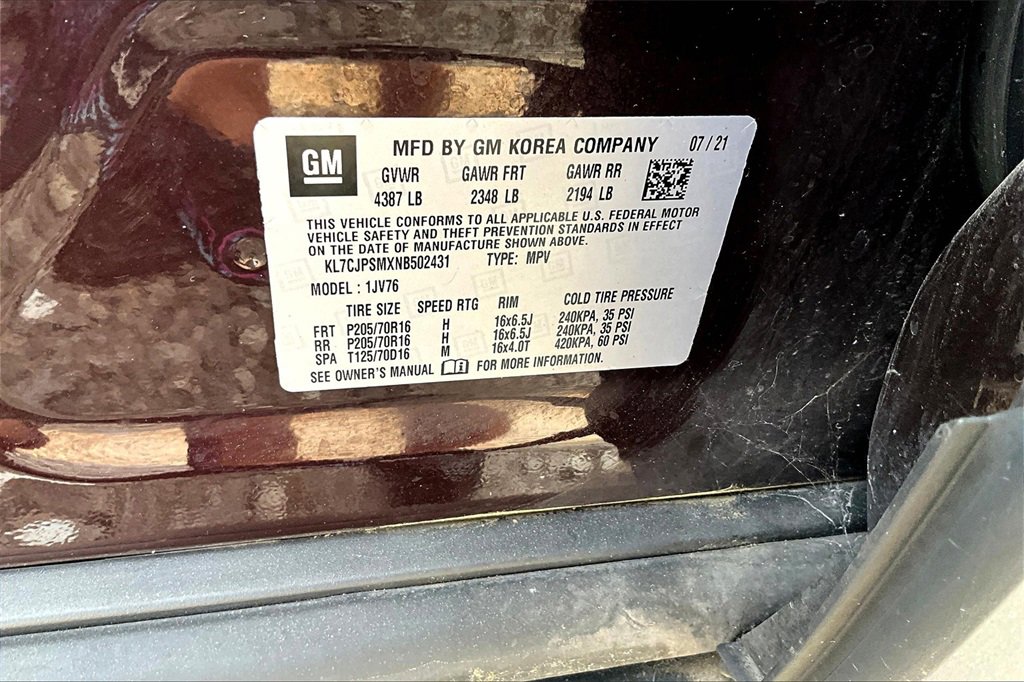 GM MFD BY GM KOREA COMPANY 07 / 21
GVWR GAWR FRT GAWR RR
4387 LB 2348 LB 2194 LB
THIS VEHICLE CONFORMS TO ALL APPLICABLE U.S. FEDERAL MOTOR
VEHICLE SAFETY AND THEFT PREVENTION STANDARDS IN EFFECT
ON THE DATE OF MANUFACTURE SHOWN ABOVE.
KL7CJPSMXNB502431 TYPE: MPV
MODEL : 1JV76
TIRE SIZE SPEED RTG RIM COLD TIRE PRESSURE
FRT P205/70R16 H 16x6.5J 240KPA, 35 PSI
RR P205/70R16 H 16x6.5J 240KPA, 35 PSI
SPA T125/70D16 M 16x4.0T 420KPA, 60 PSI
SEE OWNER'S MANUAL FOR MORE INFORMATION.